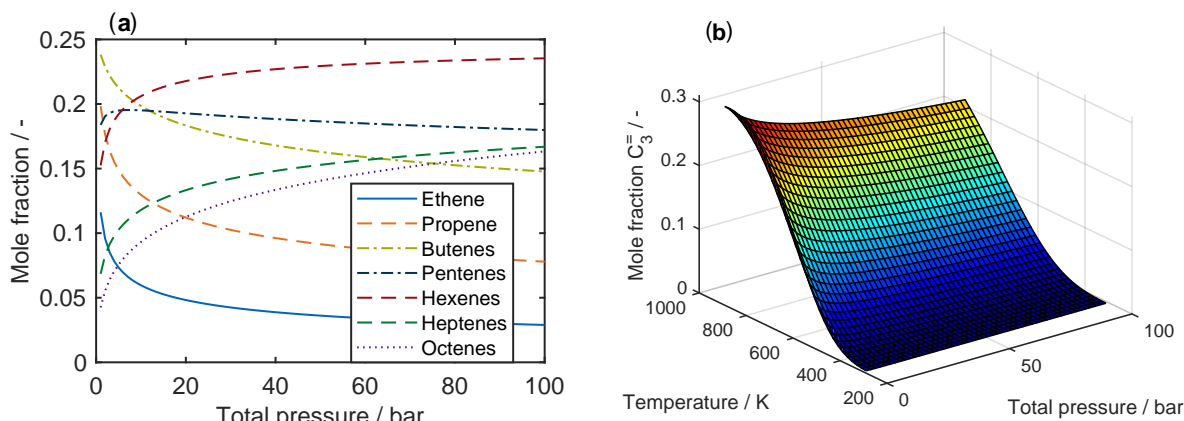 (a)
0.25
0.2
0.15
0.1
0.05
0
Mole fraction / -
Ethene
Propene
Butenes
Pentenes
Hexenes
Heptenes
Octenes
0 20 40 60 80 100
Total pressure / bar
(b)
0.3
0.2
0.1
0
Mole fraction C3= / -
1000
800
600
400
200
Temperature / K
0
50
100
Total pressure / bar